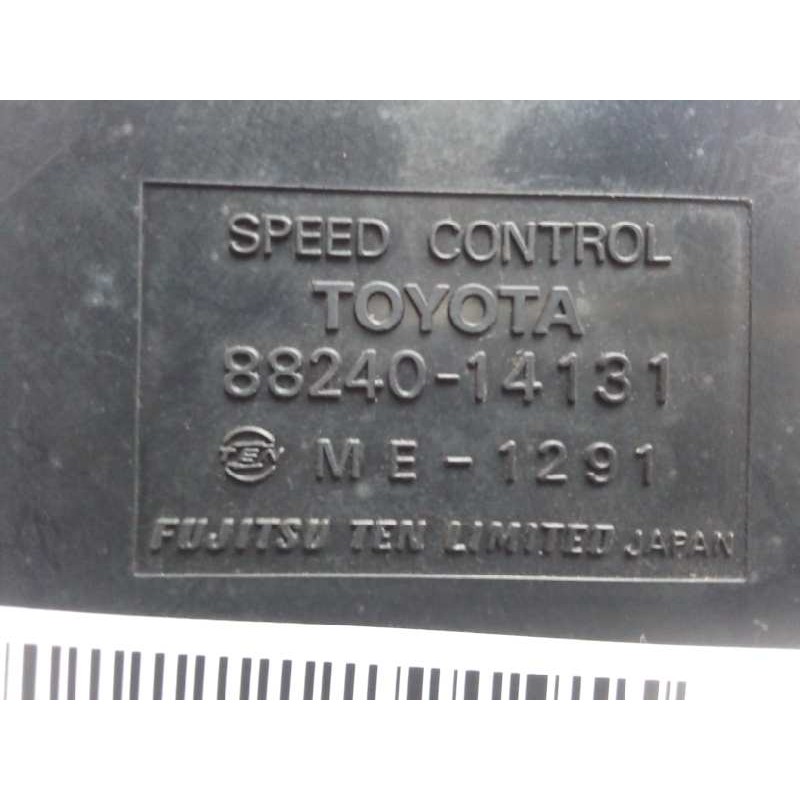 SPEED CONTROL
TOYOTA
88240-14131
TEN ME-1291
FUJITSU TEN LIMITED JAPAN